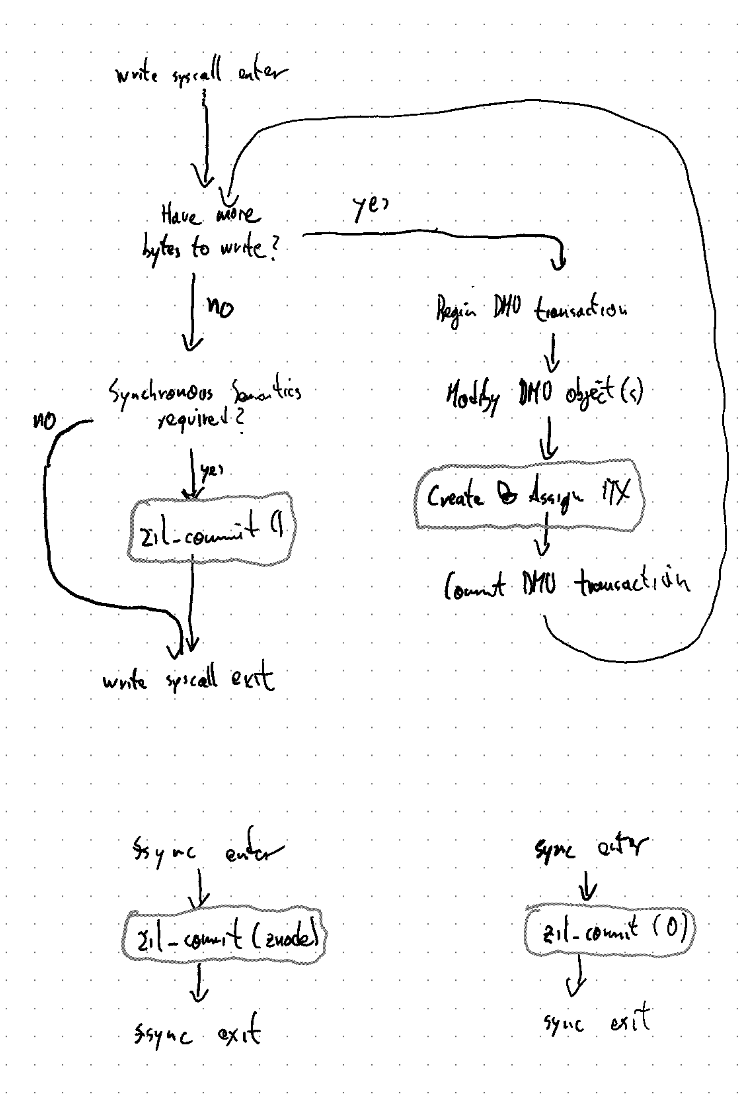 write syscall enter
Have more
bytes to write?
yes
no
Begin DMU transaction
Synchronous Semantics
required?
no
yes
Modify DMU object(s)
Create & Assign ITX
zil_commit ()
Commit DMU transaction
write syscall exit
fsync enter
sync enter
zil_commit (znode)
zil_commit (0)
fsync exit
sync exit